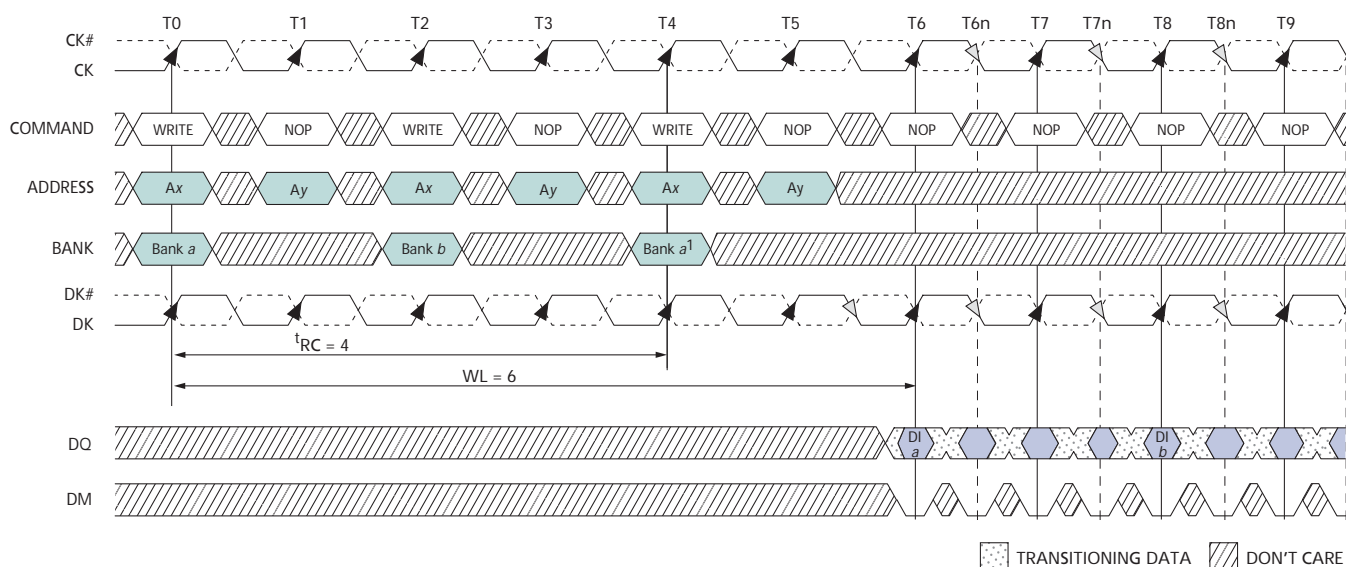 T0 T1 T2 T3 T4 T5 T6 T6n T7 T7n T8 T8n T9
CK#
CK
COMMAND WRITE NOP WRITE NOP WRITE NOP NOP NOP NOP NOP
ADDRESS Ax Ay Ax Ay Ax Ay
BANK Bank a Bank b Bank a¹
DK#
DK
tRC = 4
WL = 6
DQ DI a DI b
DM
TRANSITIONING DATA DON'T CARE